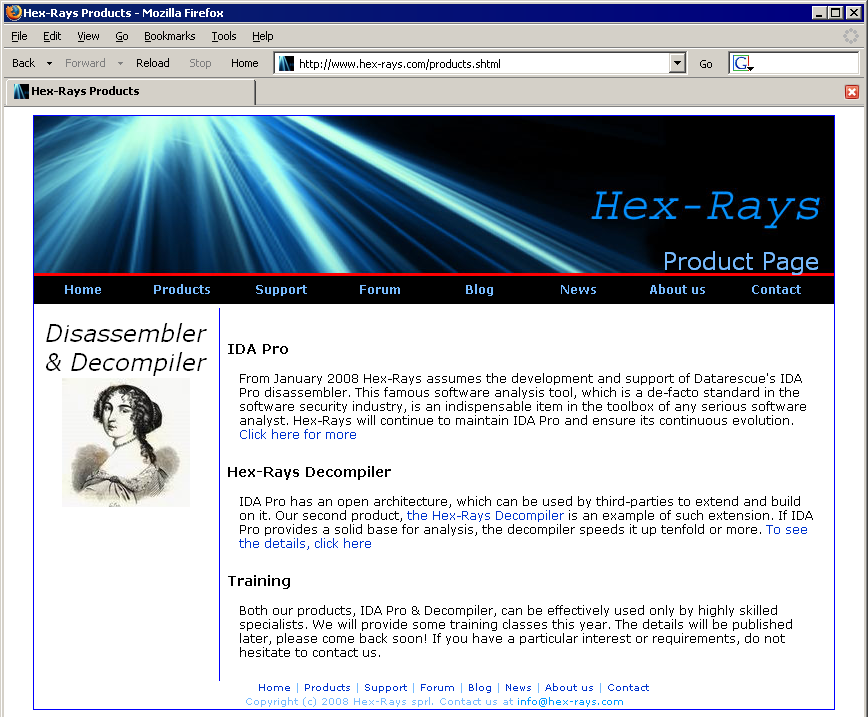 Hex-Rays Products - Mozilla Firefox
File Edit View Go Bookmarks Tools Help
Back Forward Reload Stop Home http://www.hex-rays.com/products.shtml Go G
Hex-Rays Products
Hex-Rays
Product Page
Home Products Support Forum Blog News About us Contact
Disassembler
& Decompiler
IDA Pro
From January 2008 Hex-Rays assumes the development and support of Datarescue's IDA
Pro disassembler. This famous software analysis tool, which is a de-facto standard in the
software security industry, is an indispensable item in the toolbox of any serious software
analyst. Hex-Rays will continue to maintain IDA Pro and ensure its continuous evolution.
Click here for more
Hex-Rays Decompiler
IDA Pro has an open architecture, which can be used by third-parties to extend and build
on it. Our second product, the Hex-Rays Decompiler is an example of such extension. If IDA
Pro provides a solid base for analysis, the decompiler speeds it up tenfold or more. To see
the details, click here
Training
Both our products, IDA Pro & Decompiler, can be effectively used only by highly skilled
specialists. We will provide some training classes this year. The details will be published
later, please come back soon! If you have a particular interest or requirements, do not
hesitate to contact us.
Home | Products | Support | Forum | Blog | News | About us | Contact
Copyright (c) 2008 Hex-Rays sprl. Contact us at info@hex-rays.com